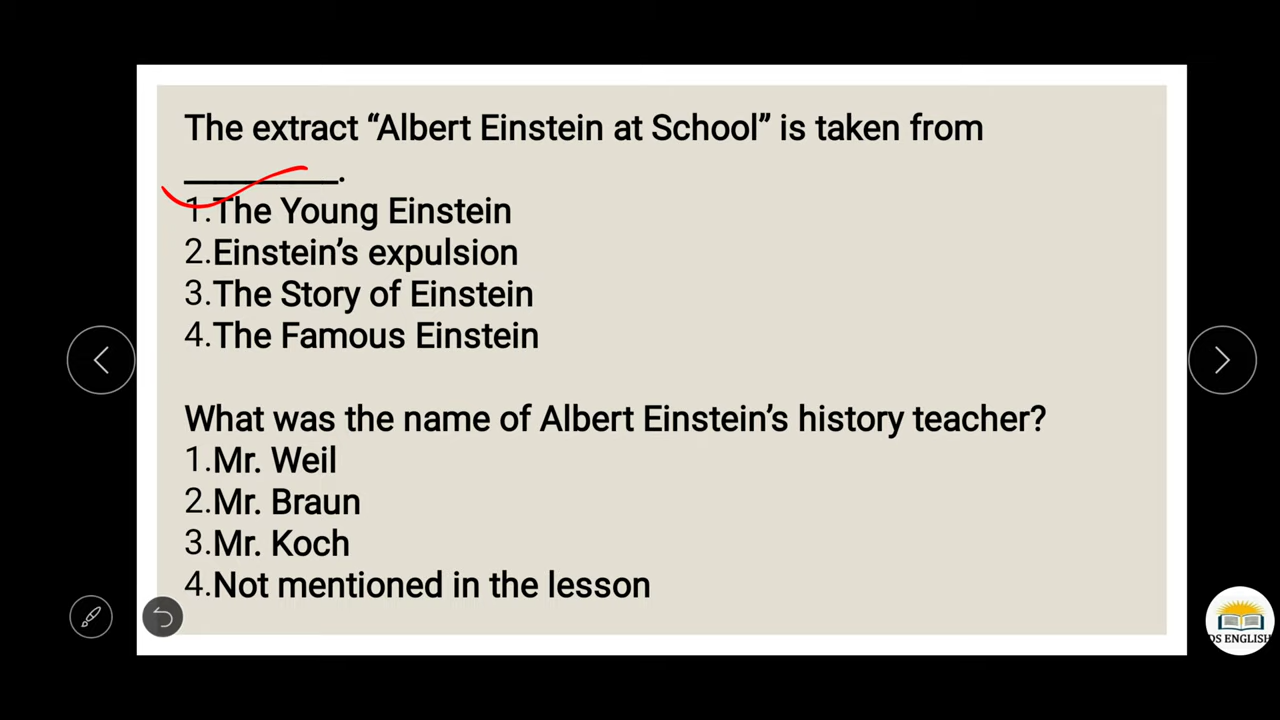 The extract “Albert Einstein at School” is taken from
__________.
1.The Young Einstein
2.Einstein’s expulsion
3.The Story of Einstein
4.The Famous Einstein
What was the name of Albert Einstein’s history teacher?
1.Mr. Weil
2.Mr. Braun
3.Mr. Koch
4.Not mentioned in the lesson
DS ENGLISH